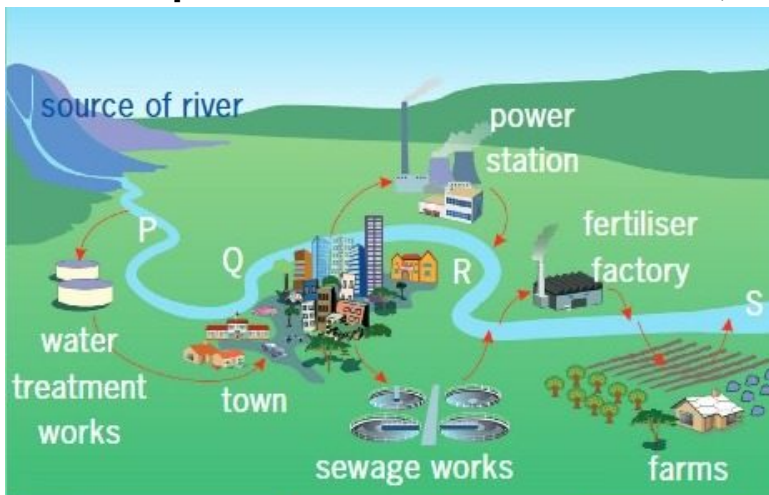 source of river
power
station
P
Q
R
fertiliser
factory
S
water
treatment
works
town
sewage works
farms